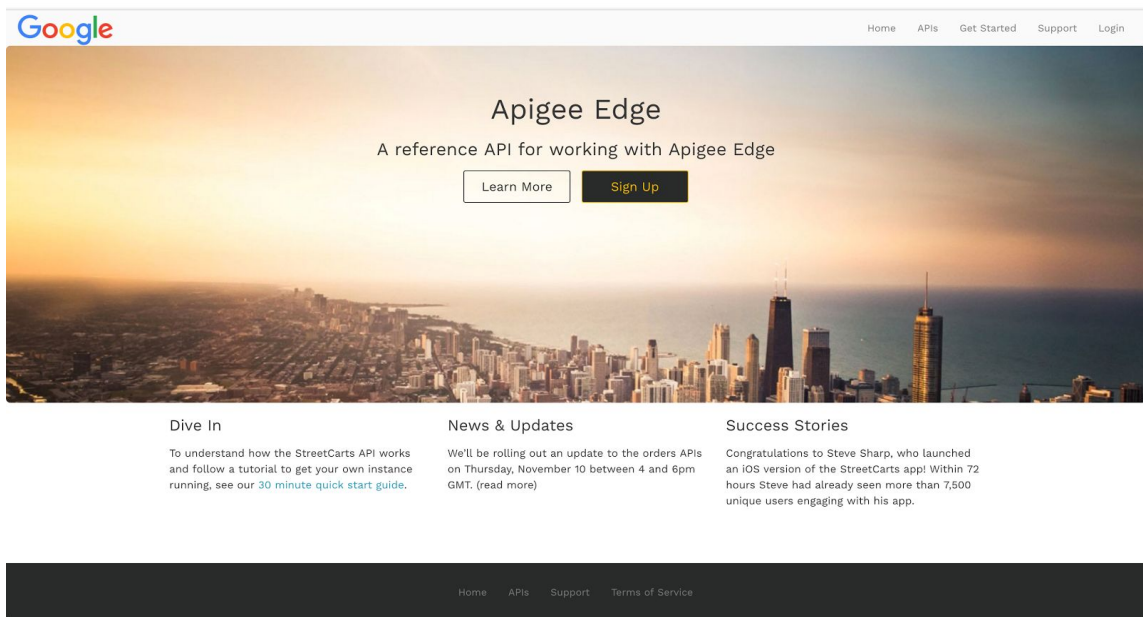 Google
Home APIs Get Started Support Login
Apigee Edge
A reference API for working with Apigee Edge
Learn More Sign Up
Dive In
To understand how the StreetCarts API works
and follow a tutorial to get your own instance
running, see our 30 minute quick start guide.
News & Updates
We'll be rolling out an update to the orders APIs
on Thursday, November 10 between 4 and 6pm
GMT. (read more)
Success Stories
Congratulations to Steve Sharp, who launched
an iOS version of the StreetCarts app! Within 72
hours Steve had already seen more than 7,500
unique users engaging with his app.
Home APIs Support Terms of Service